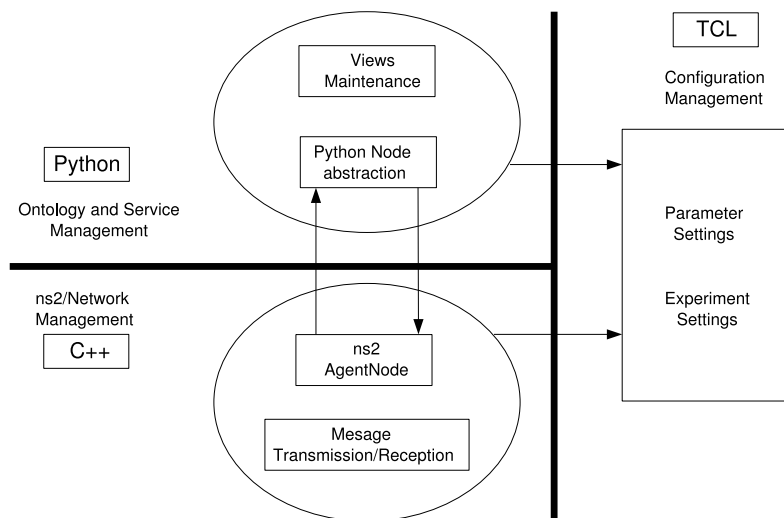 Views
Maintenance
Python Node
abstraction
Python
Ontology and Service
Management
ns2/Network
Management
C++
ns2
AgentNode
Mesage
Transmission/Reception
TCL
Configuration
Management
Parameter
Settings
Experiment
Settings